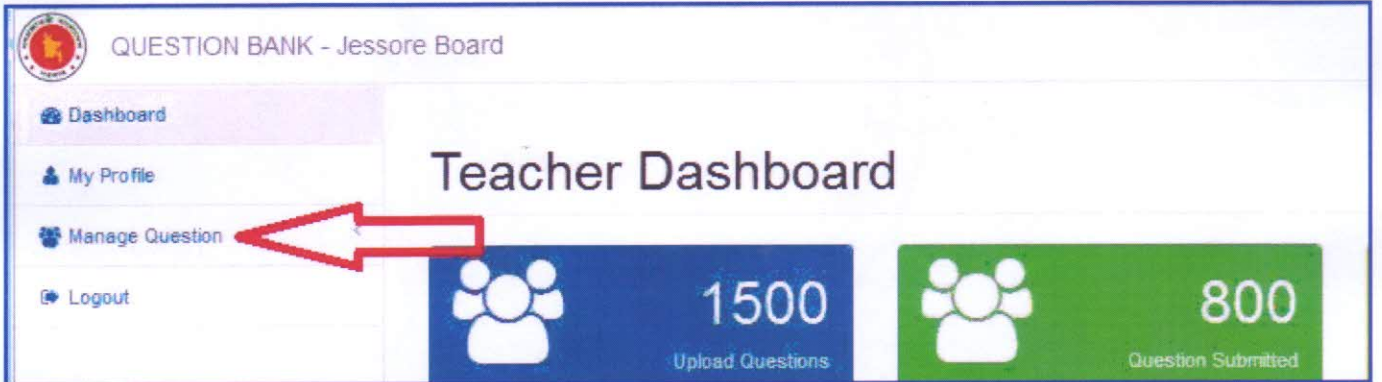 QUESTION BANK - Jessore Board
Dashboard
My Profile
Manage Question
Logout
Teacher Dashboard
1500
Upload Questions
800
Question Submitted